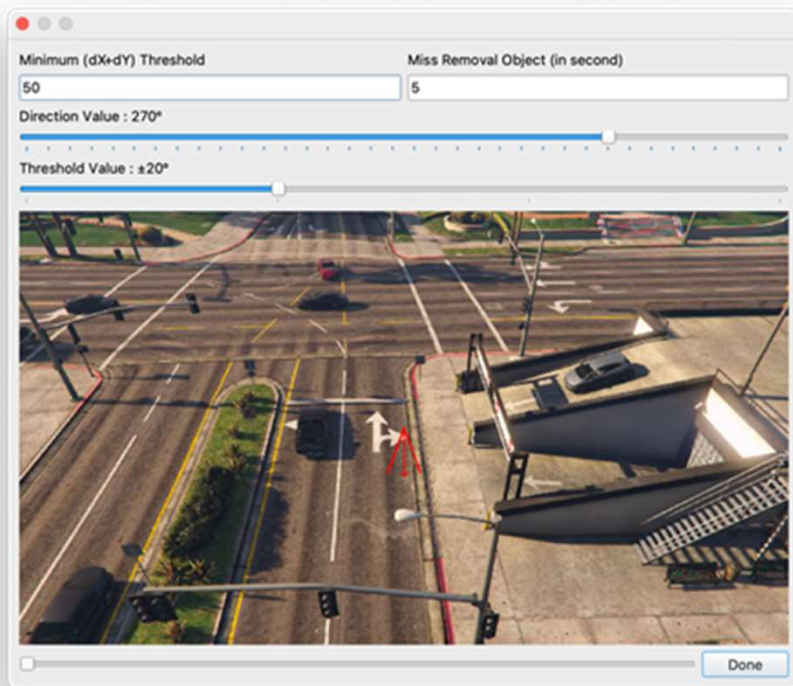 Minimum (dX+dY) Threshold
Miss Removal Object (in second)
50
5
Direction Value : 270°
Threshold Value : ±20°
Done